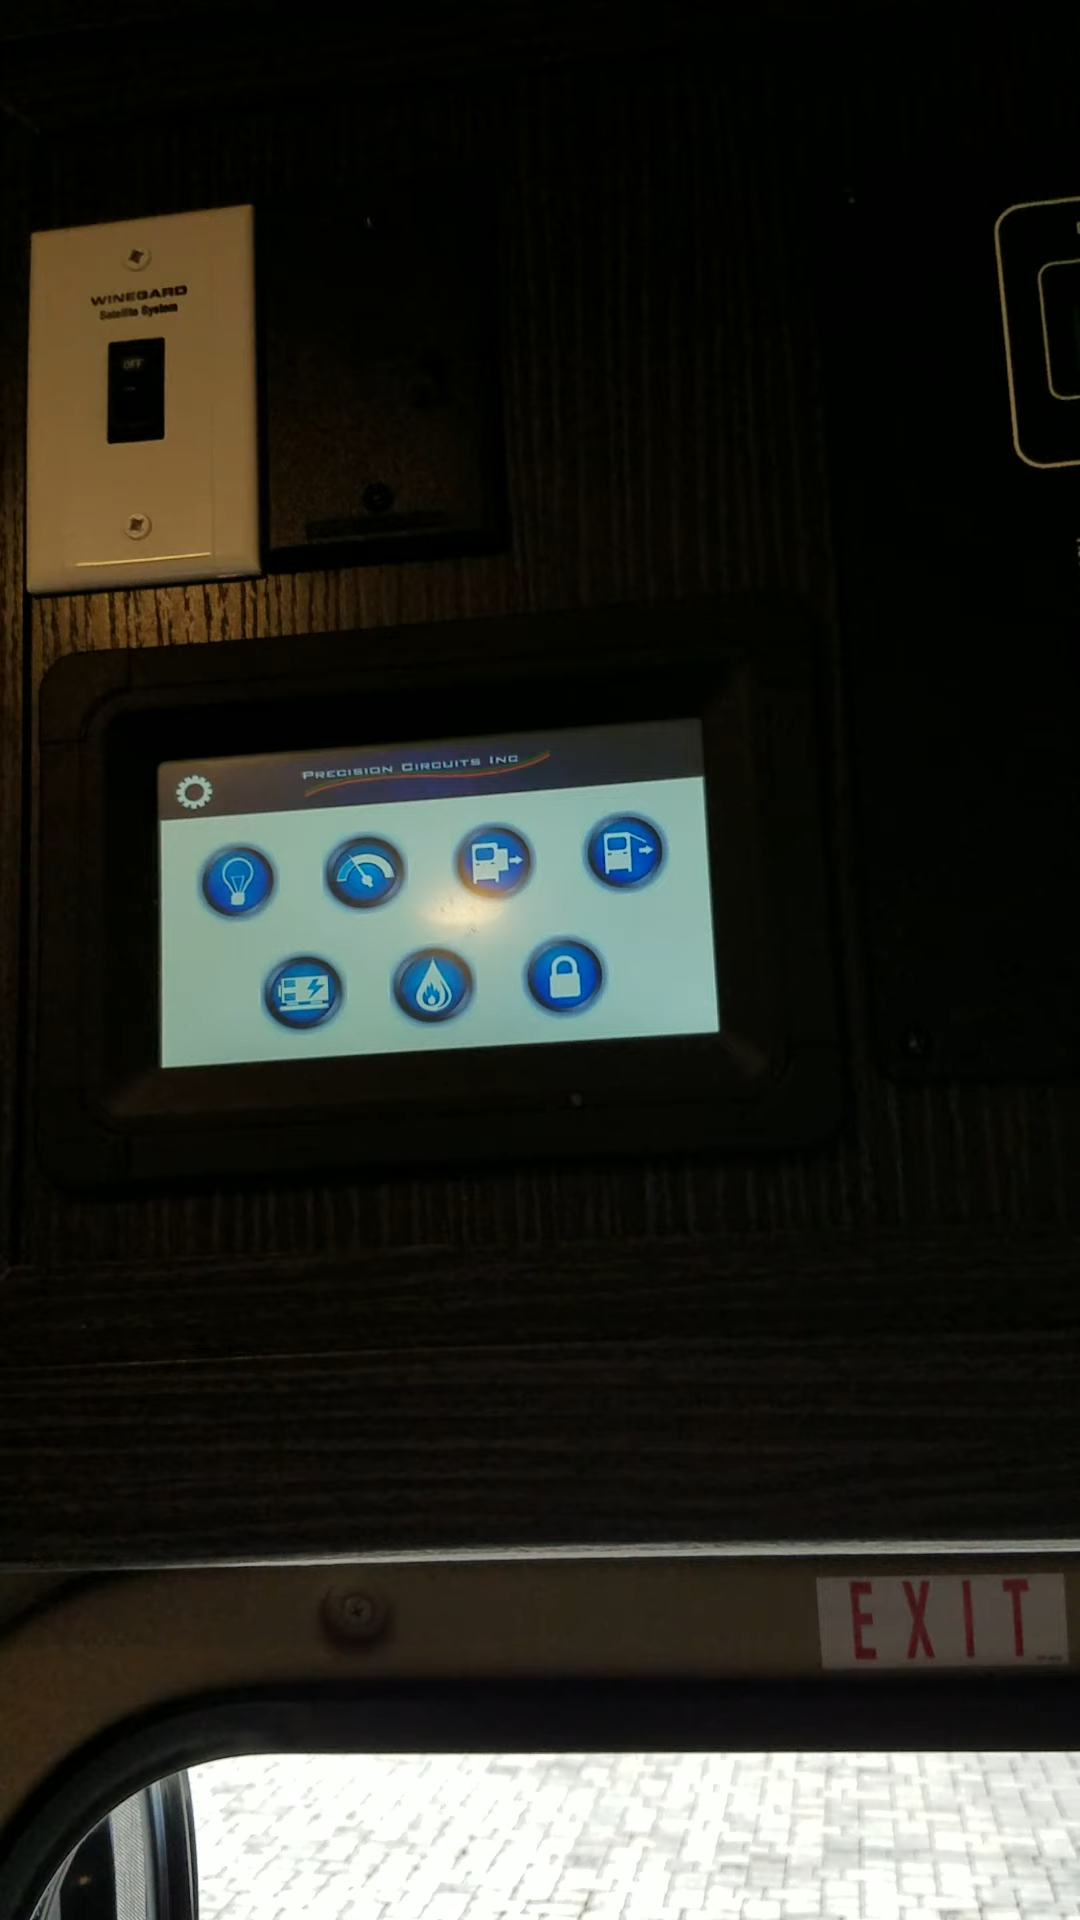 WINEGARD
Satellite System
OFF
PRECISION CIRCUITS INC
EXIT